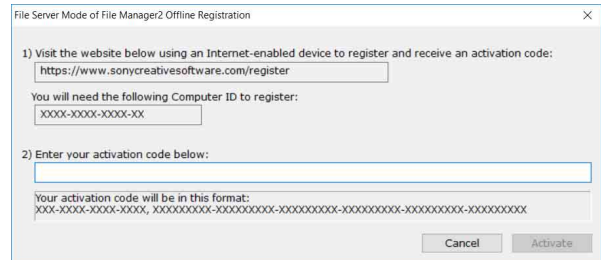 File Server Mode of File Manager2 Offline Registration
1) Visit the website below using an Internet-enabled device to register and receive an activation code:
https://www.sonycreativesoftware.com/register
You will need the following Computer ID to register:
XXXX-XXXX-XXXX-XX
2) Enter your activation code below:
Your activation code will be in this format:
XXX-XXXX-XXXX-XXXX, XXXXXXXXX-XXXXXXXXX-XXXXXXXXX-XXXXXXXXX-XXXXXXXXX-XXXXXXXXX
Cancel Activate